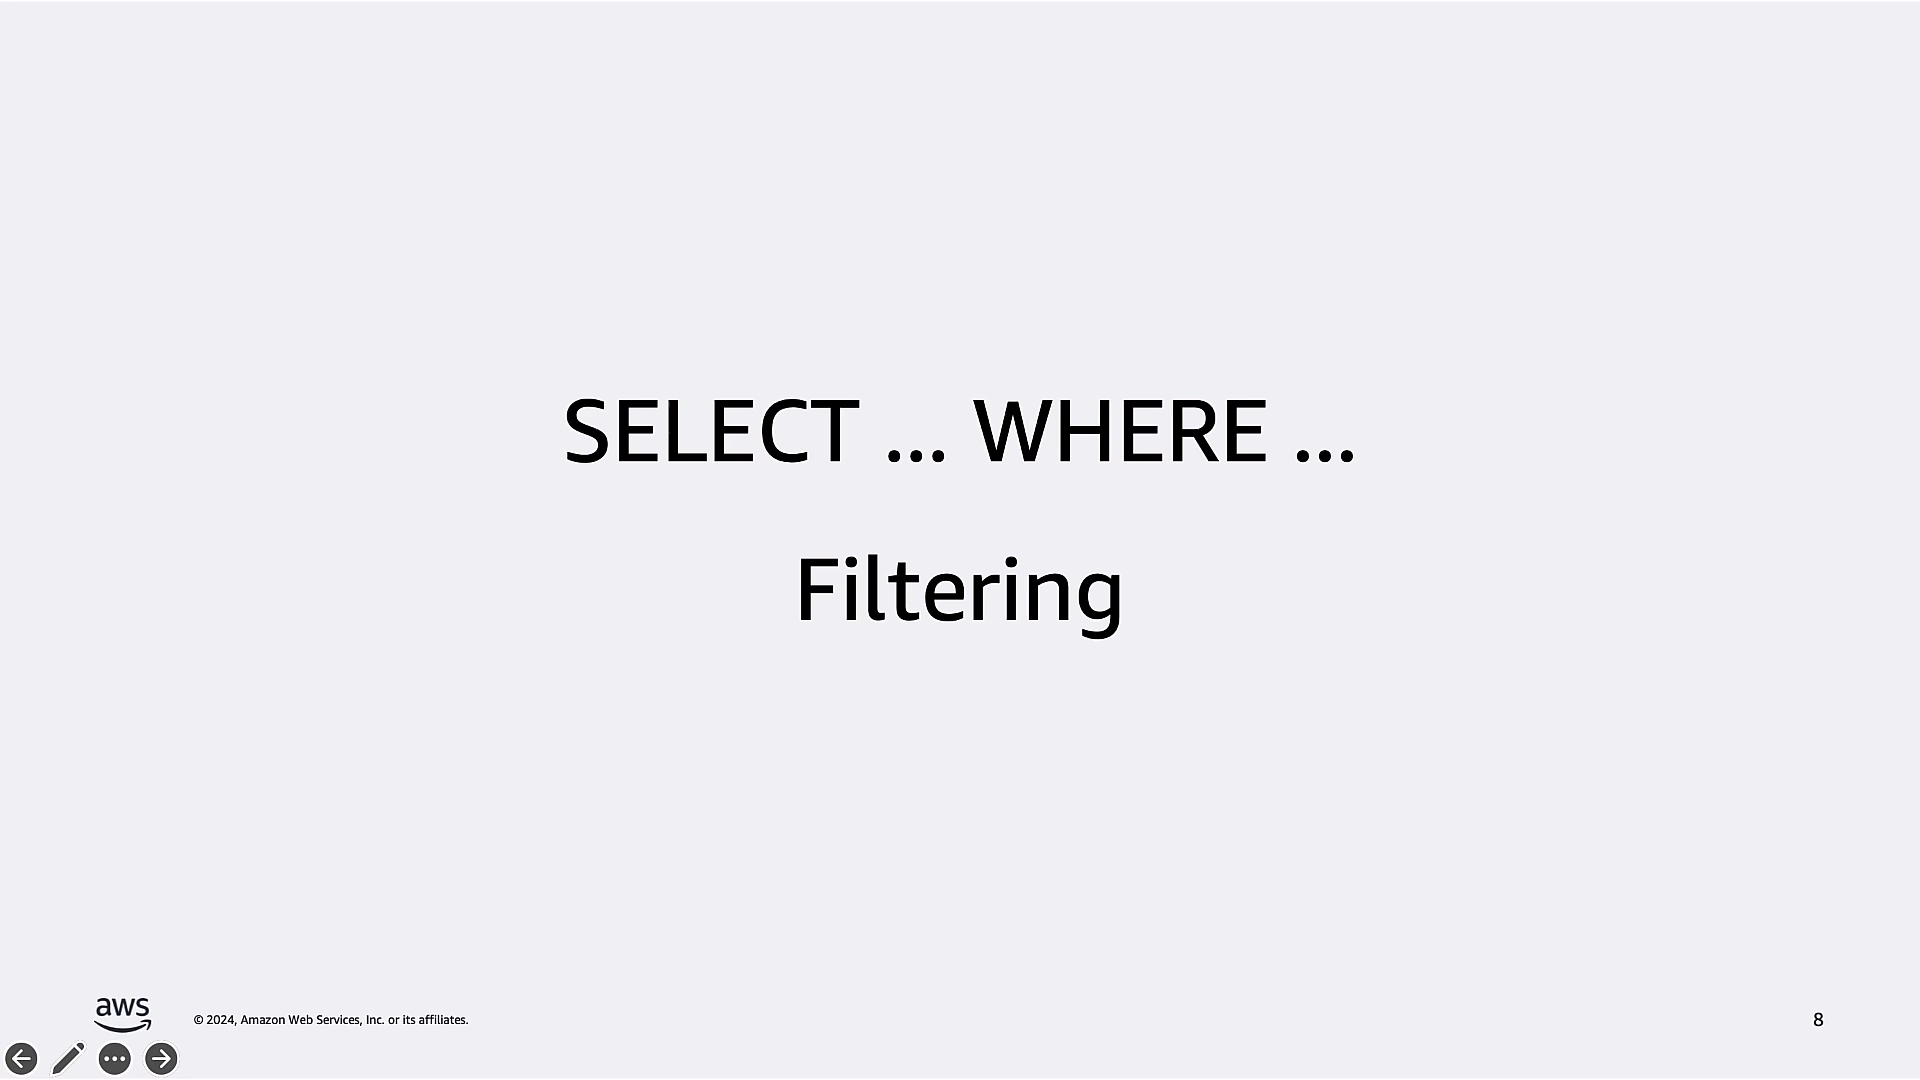 SELECT ... WHERE ...
Filtering
aws
© 2024, Amazon Web Services, Inc. or its affiliates.
8